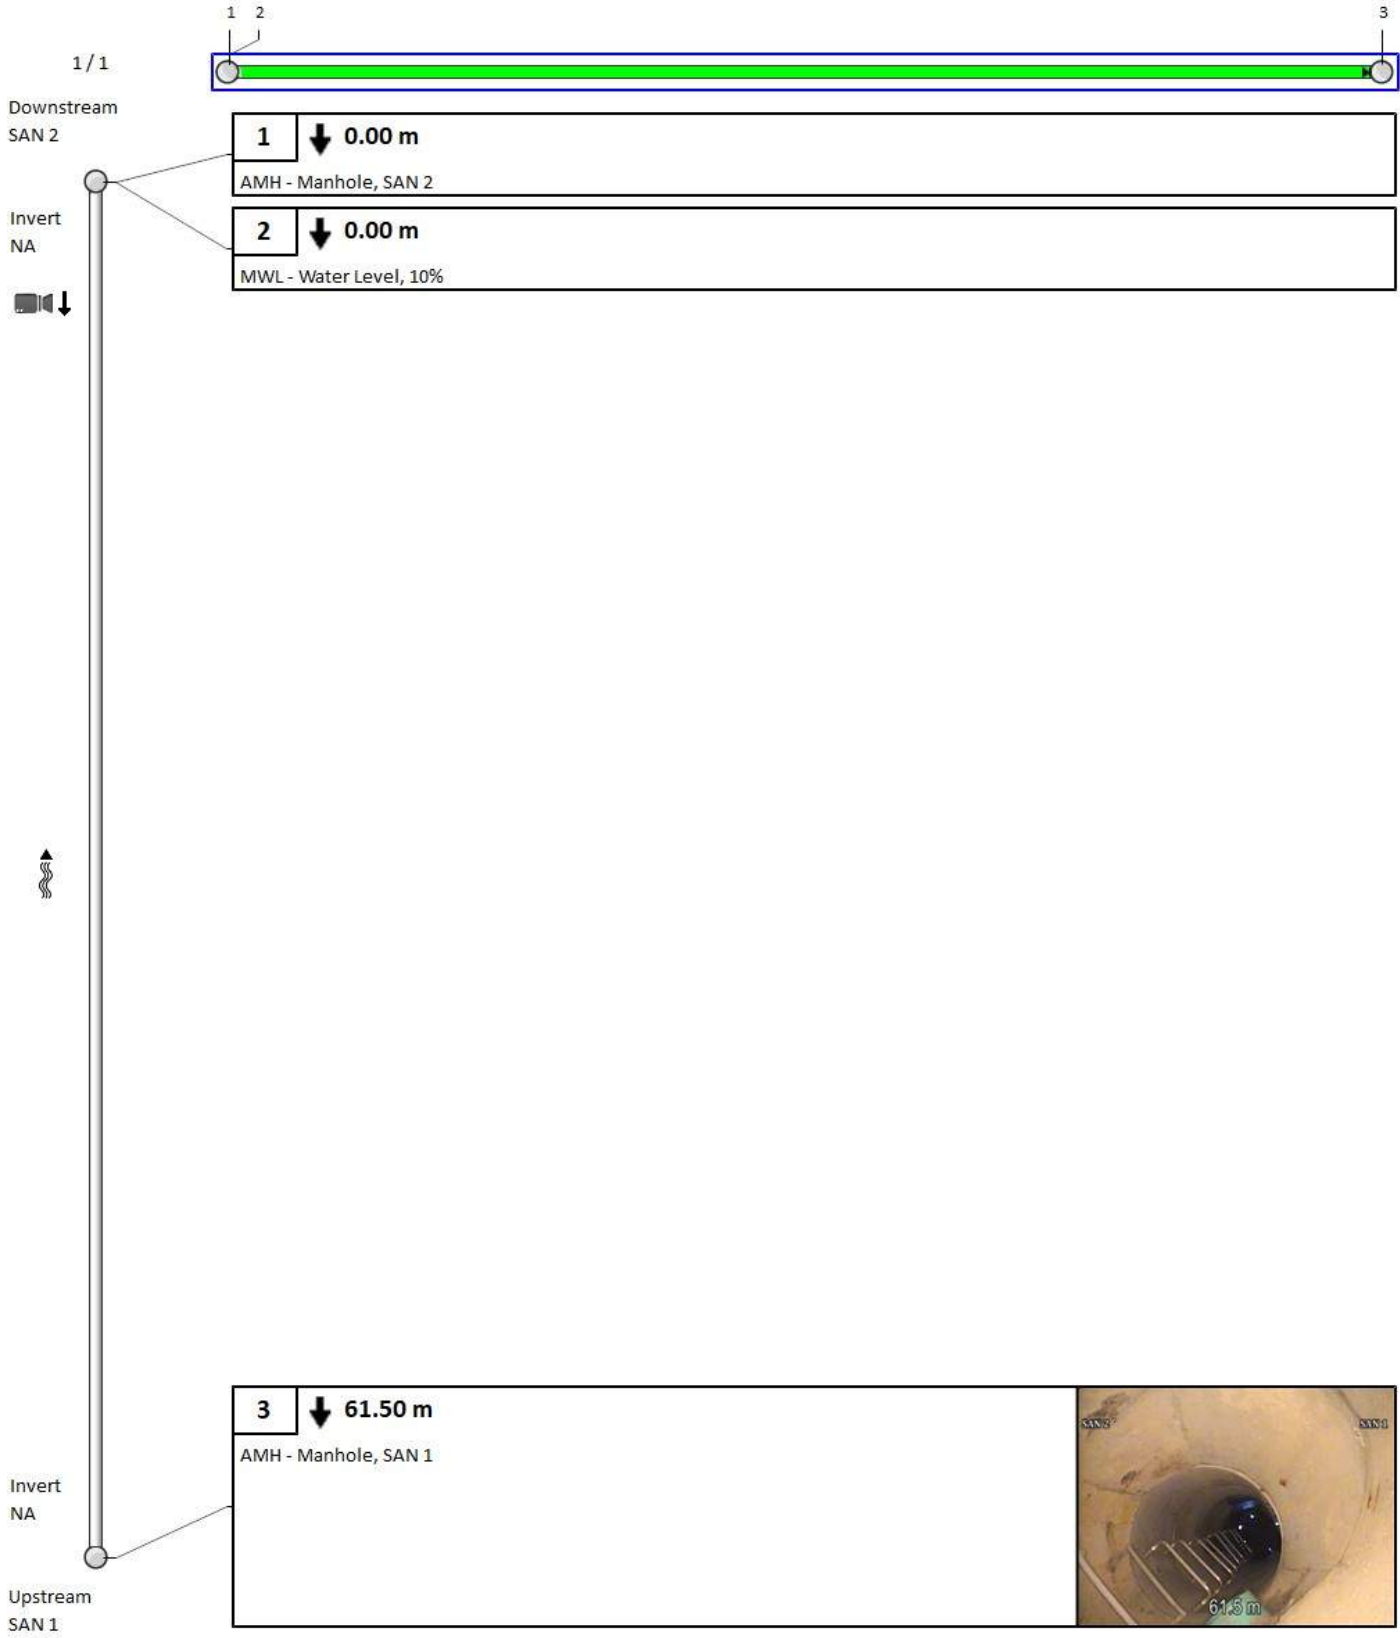 1 2 3
1 / 1
Downstream
SAN 2
1 0.00 m
AMH - Manhole, SAN 2
Invert
NA
2 0.00 m
MWL - Water Level, 10%
3 61.50 m
AMH - Manhole, SAN 1
SAN 2 SAN 1
61.5 m
Invert
NA
Upstream
SAN 1